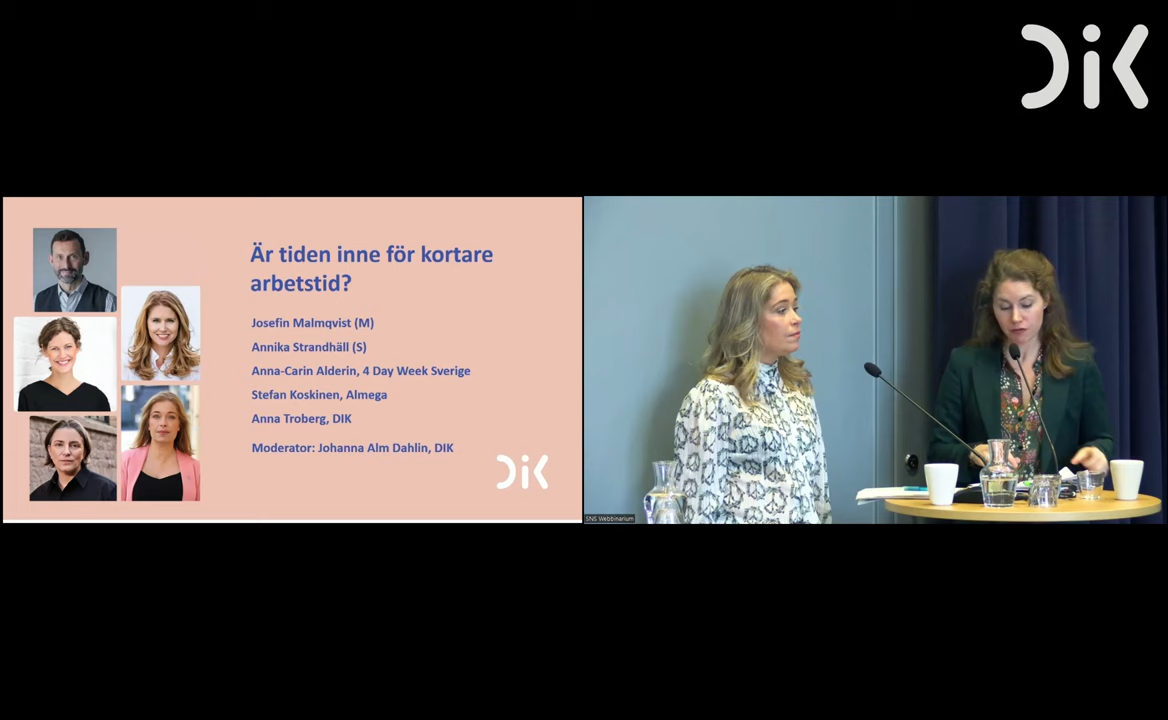 DiK
Är tiden inne för kortare
arbetstid?
Josefin Malmqvist (M)
Annika Strandhäll (S)
Anna-Carin Alderin, 4 Day Week Sverige
Stefan Koskinen, Almega
Anna Troberg, DIK
Moderator: Johanna Alm Dahlin, DIK
DiK
SNS Webbinarium